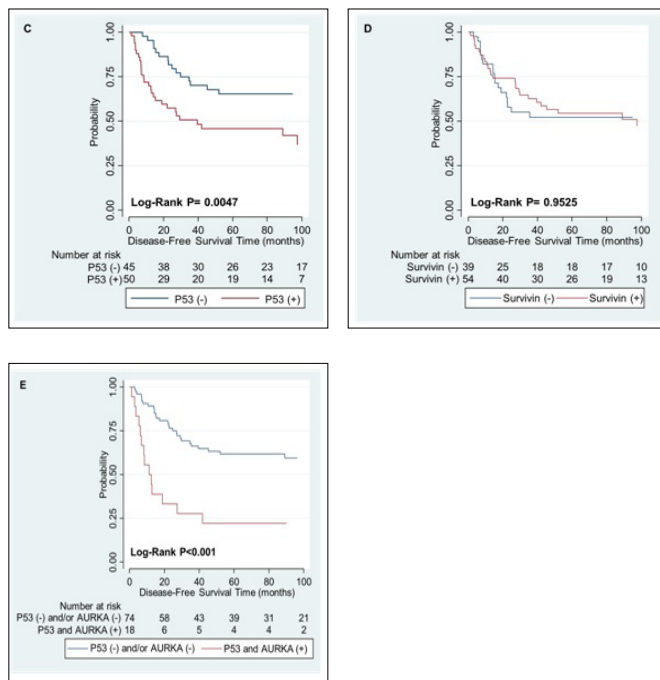 C
1.00
0.75
0.50
0.25
0.00
Probability
Log-Rank P= 0.0047
0 20 40 60 80 100
Disease-Free Survival Time (months)
Number at risk
P53 (-) 45 38 30 26 23 17
P53 (+) 50 29 20 19 14 7
P53 (-) P53 (+)
D
1.00
0.75
0.50
0.25
0.00
Probability
Log-Rank P= 0.9525
0 20 40 60 80 100
Disease-Free Survival Time (months)
Number at risk
Survivin (-) 39 25 18 18 17 10
Survivin (+) 54 40 30 26 19 13
Survivin (-) Survivin (+)
E
1.00
0.75
0.50
0.25
0.00
Probability
Log-Rank P<0.001
0 20 40 60 80 100
Disease-Free Survival Time (months)
Number at risk
P53 (-) and/or AURKA (-) 74 58 43 39 31 21
P53 and AURKA (+) 18 6 5 4 4 2
P53 (-) and/or AURKA (-) P53 and AURKA (+)